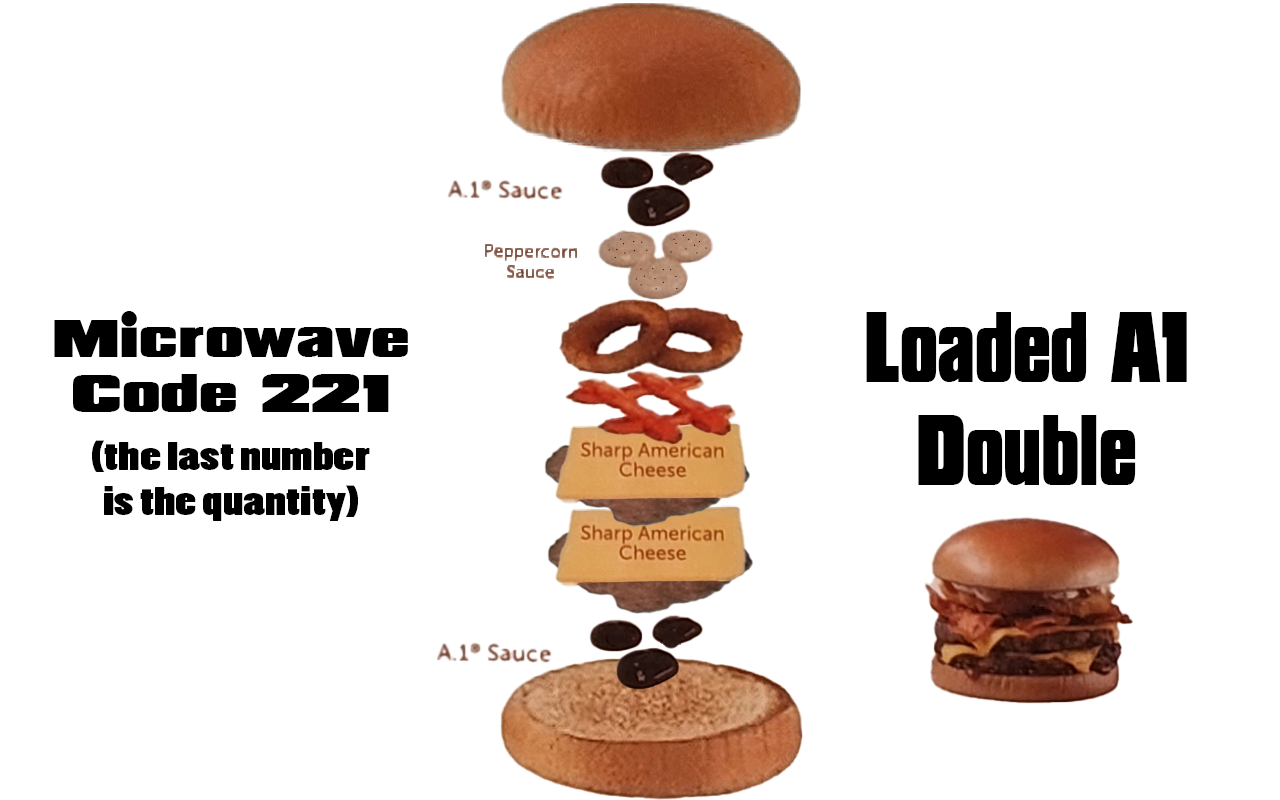 A.1® Sauce
Peppercorn
Sauce
Microwave
Code 221
(the last number
is the quantity)
Loaded A1
Double
Sharp American
Cheese
Sharp American
Cheese
A.1® Sauce